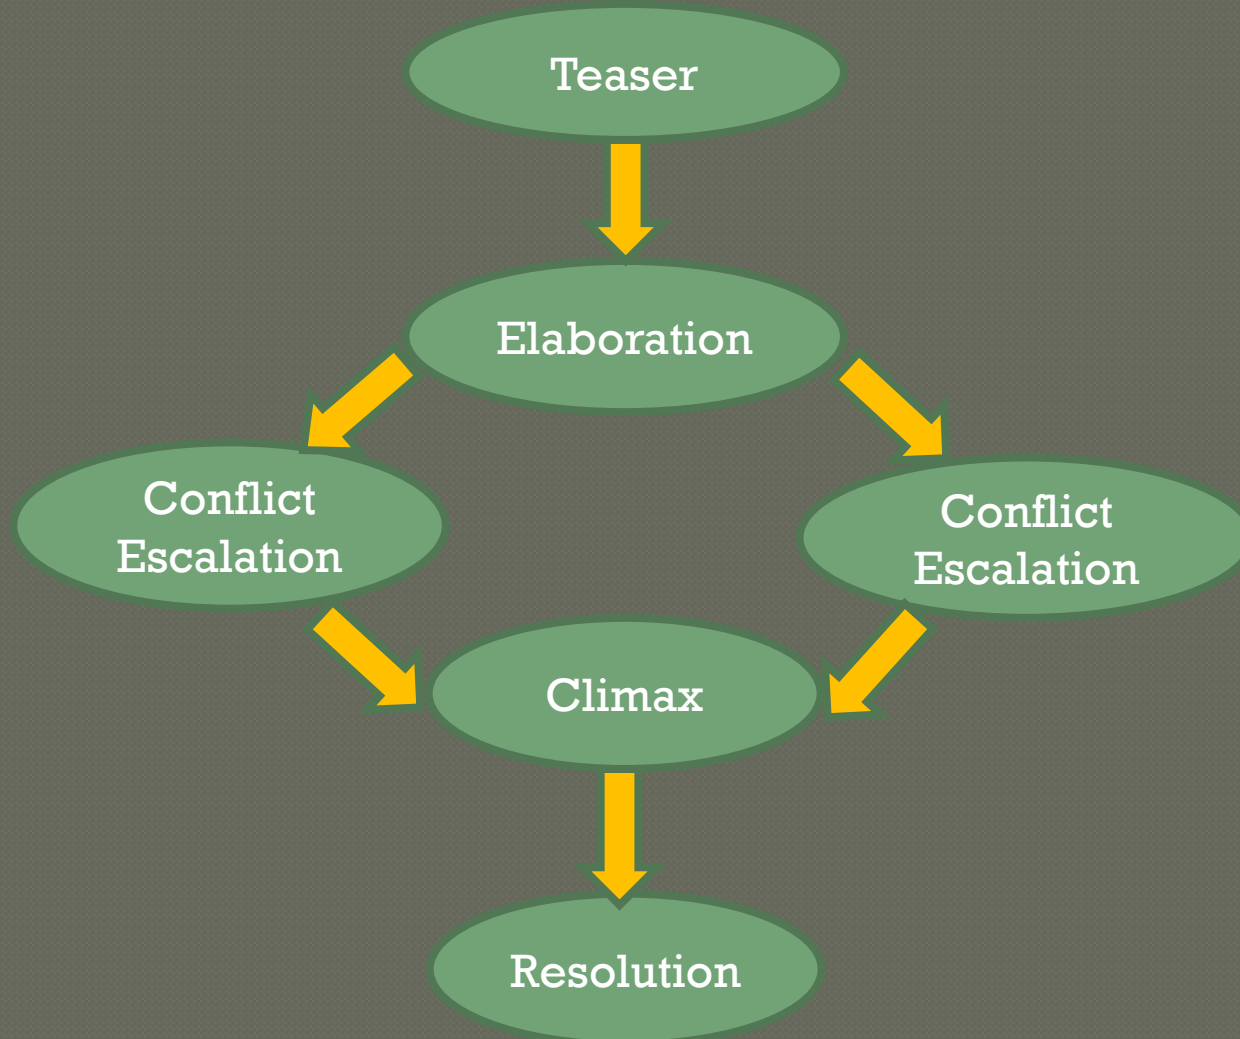 Teaser
Elaboration
Conflict
Escalation
Conflict
Escalation
Climax
Resolution